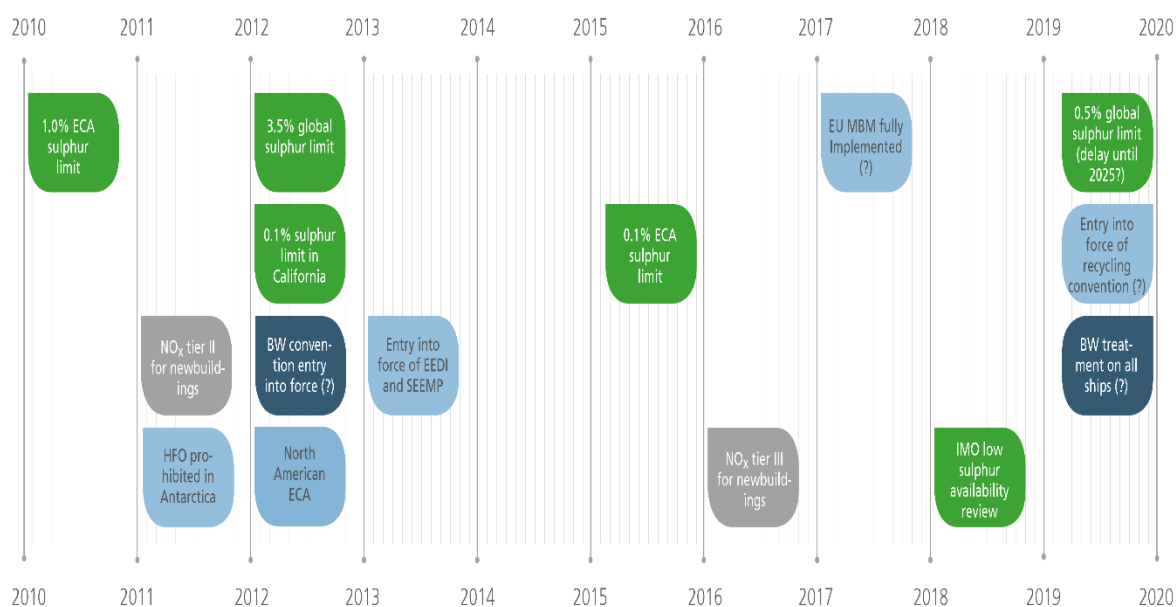 2010 2011 2012 2013 2014 2015 2016 2017 2018 2019 2020
1.0% ECA
sulphur
limit
3.5% global
sulphur limit
EU MBM fully
Implemented
(?)
0.5% global
sulphur limit
(delay until
2025?)
0.1% sulphur
limit in
California
0.1% ECA
sulphur
limit
Entry into
force of
recycling
convention (?)
NOx tier II
for newbuild-
ings
BW conven-
tion entry
into force (?)
Entry into
force of EEDI
and SEEMP
BW treat-
ment on all
ships (?)
HFO pro-
hibited in
Antarctica
North
American
ECA
NOx tier III
for newbuild-
ings
IMO low
sulphur
availability
review
2010 2011 2012 2013 2014 2015 2016 2017 2018 2019 2020